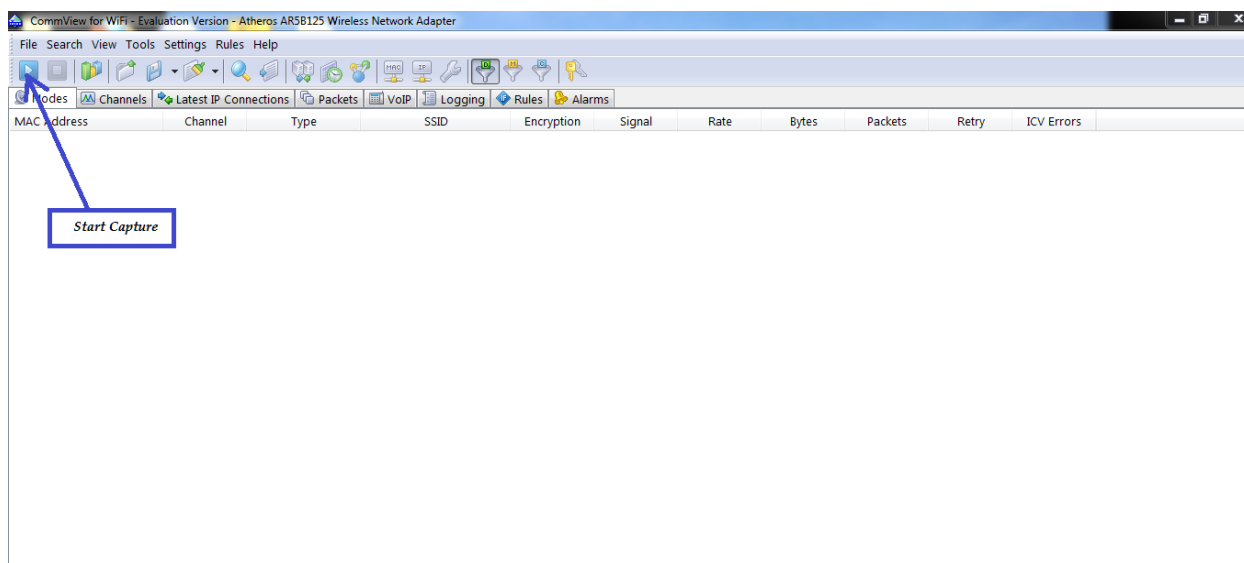 CommView for WiFi - Evaluation Version - Atheros AR5B125 Wireless Network Adapter
File Search View Tools Settings Rules Help
MAC IP D M C
Nodes Channels Latest IP Connections Packets VoIP Logging Rules Alarms
MAC Address Channel Type SSID Encryption Signal Rate Bytes Packets Retry ICV Errors
Start Capture